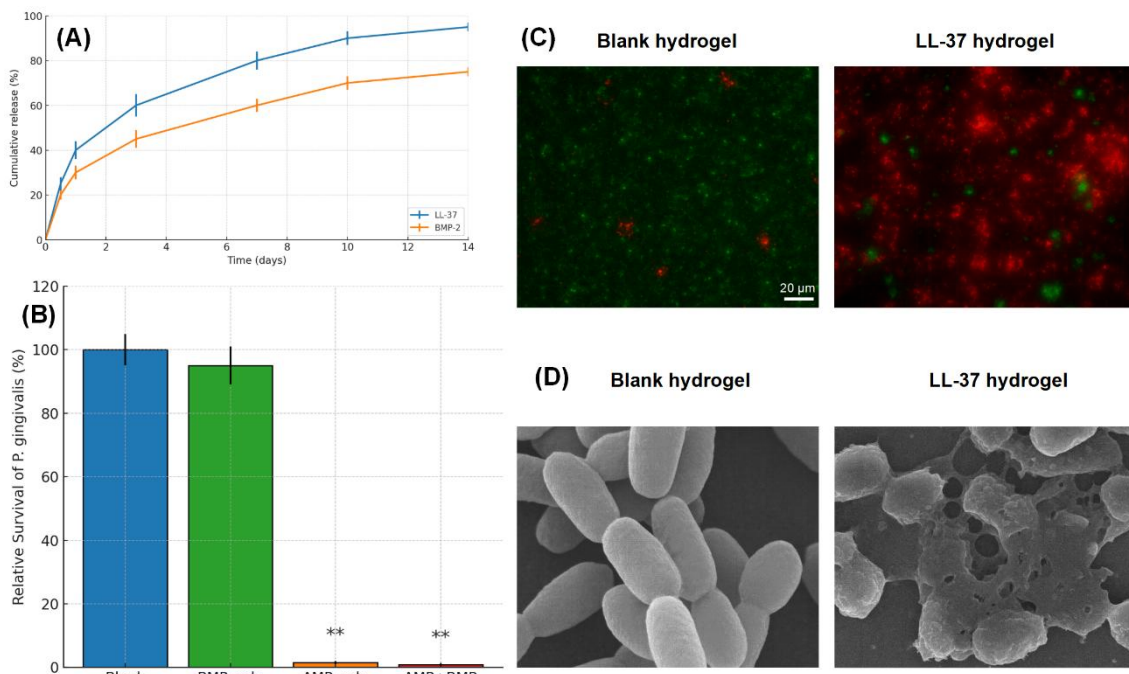 (A)
Cumulative release (%)
100
80
60
40
20
0
0 2 4 6 8 10 12 14
Time (days)
LL-37
BMP-2
(B)
Relative Survival of P. gingivalis (%)
120
100
80
60
40
20
0
** **
(C)
Blank hydrogel LL-37 hydrogel
20 µm
(D)
Blank hydrogel LL-37 hydrogel